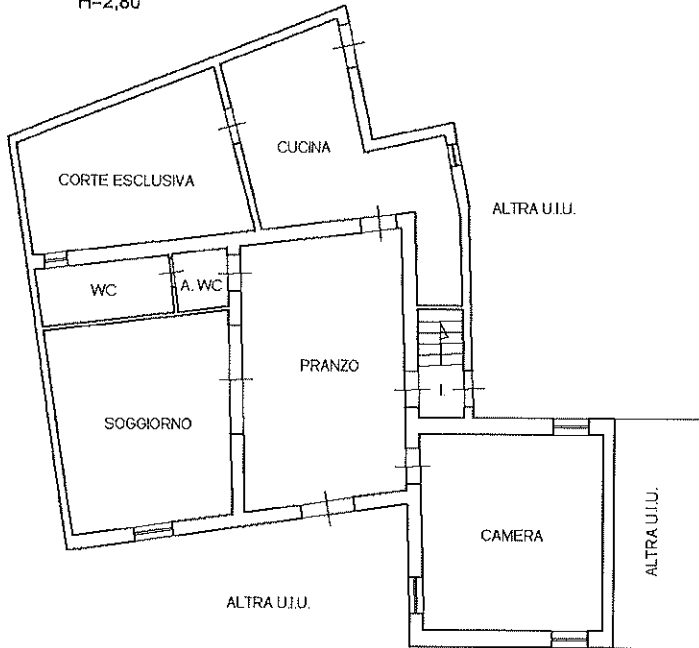 H=2,80
CUCINA
CORTE ESCLUSIVA
ALTRA U.I.U.
WC
A. WC
PRANZO
I.
SOGGIORNO
CAMERA
ALTRA U.I.U.
ALTRA U.I.U.